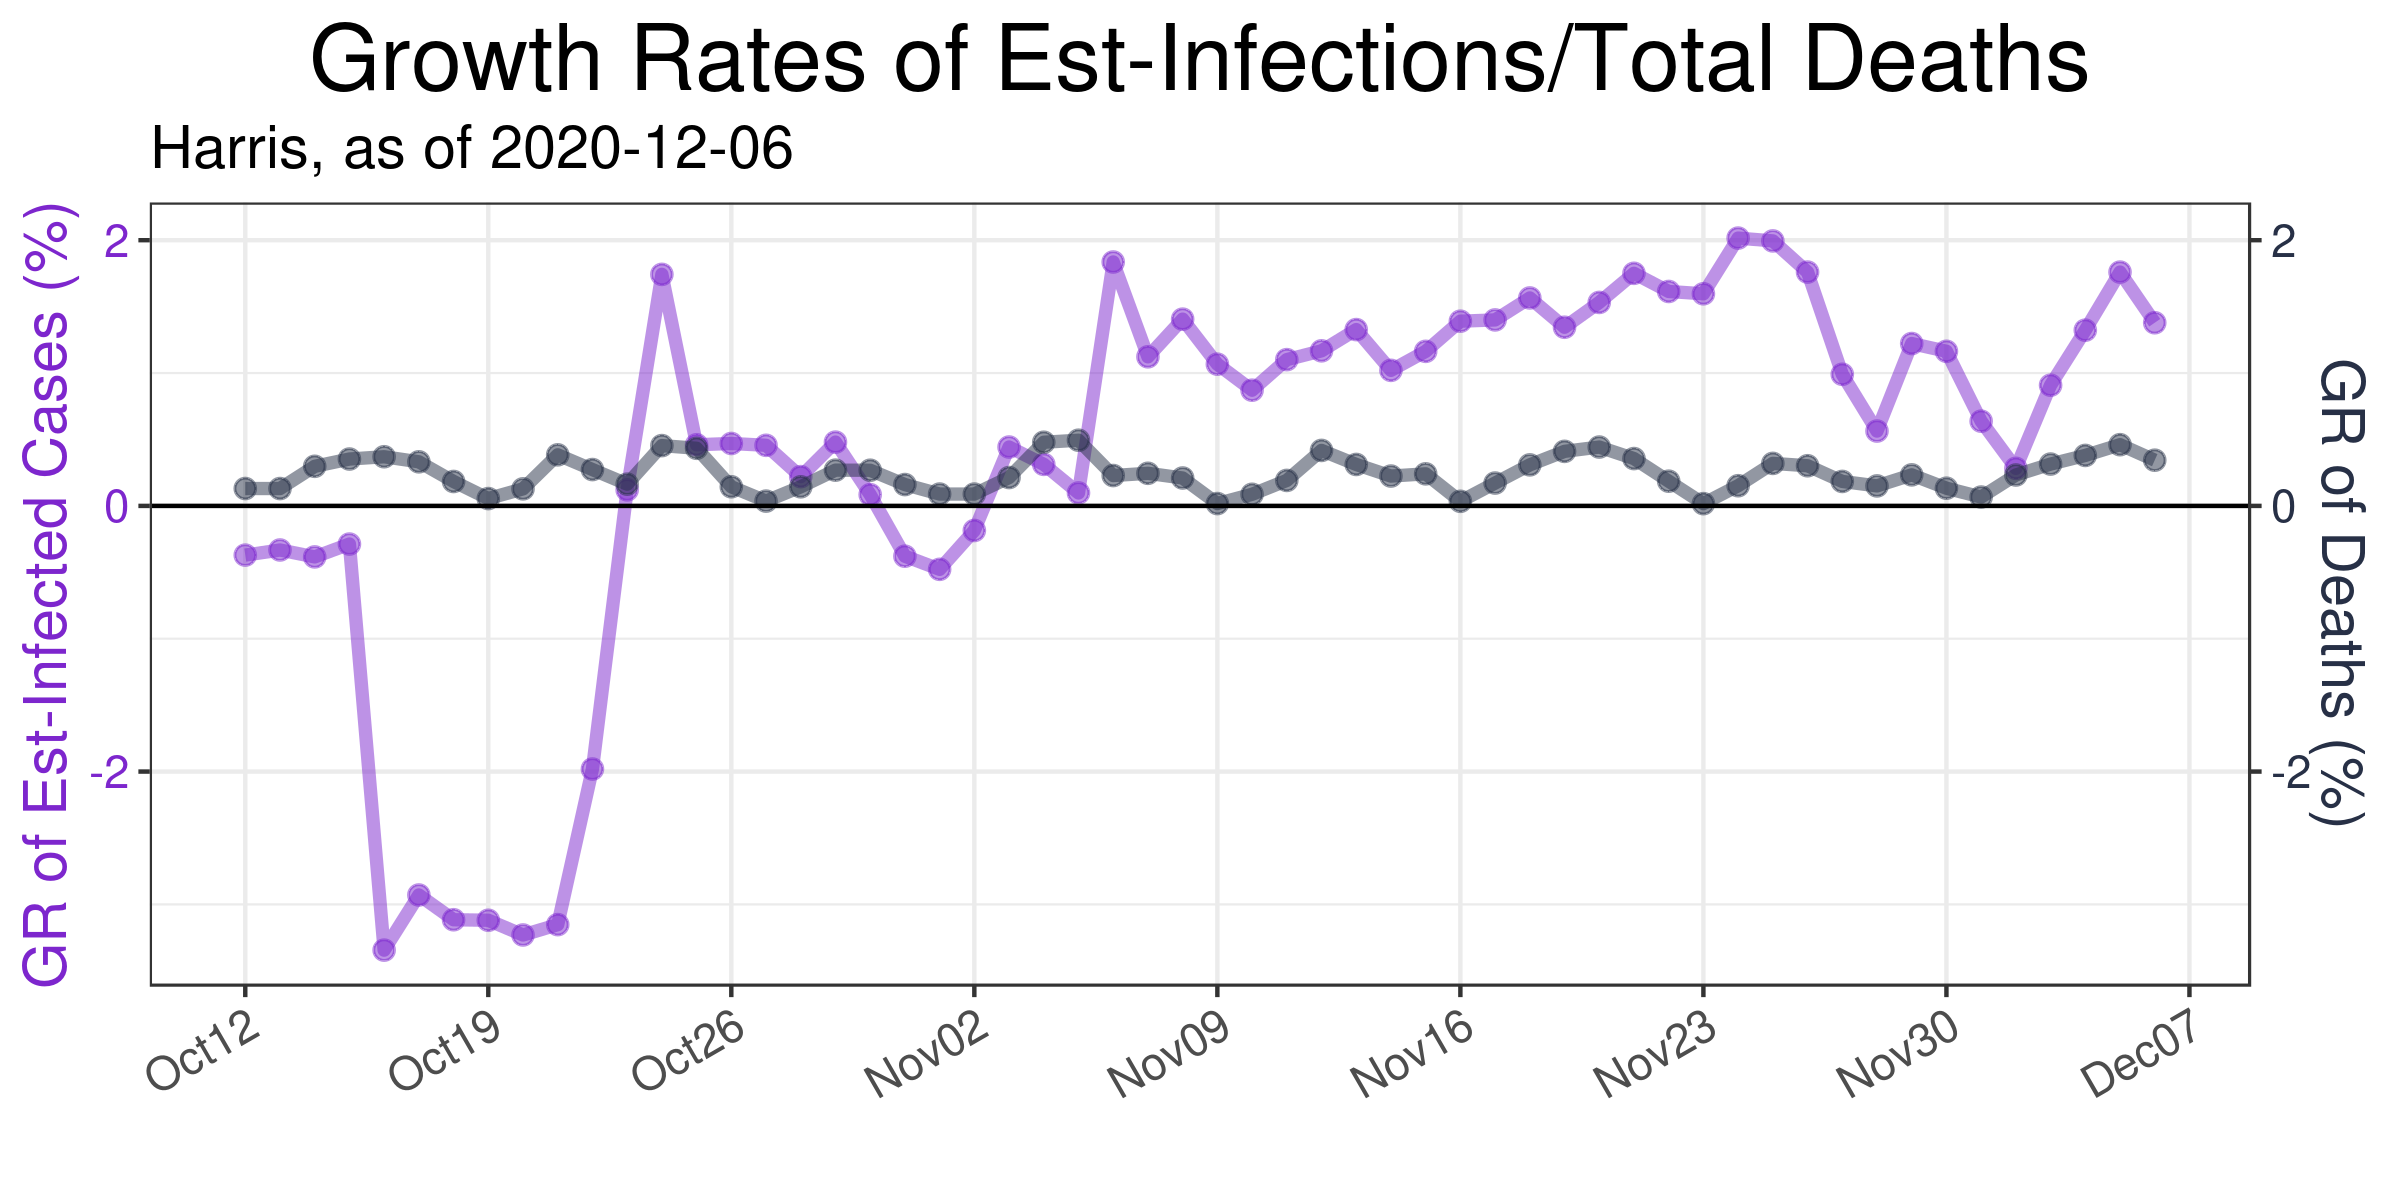 Growth Rates of Est-Infections/Total Deaths
Harris, as of 2020-12-06
GR of Est-Infected Cases (%)
2
0
-2
2
0
-2
GR of Deaths (%)
Oct12
Oct19
Oct26
Nov02
Nov09
Nov16
Nov23
Nov30
Dec07